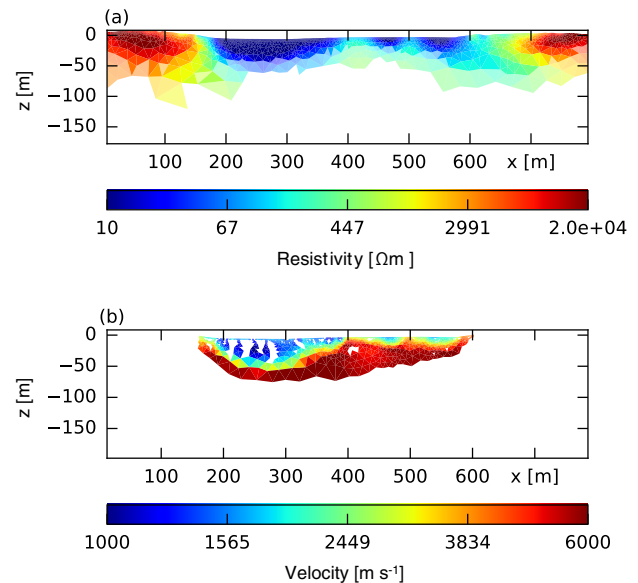 (a)
0
−50
−100
−150
z [m]
100 200 300 400 500 600 x [m]
10 67 447 2991 2.0e+04
Resistivity [Ωm ]
(b)
0
−50
−100
−150
z [m]
100 200 300 400 500 600 x [m]
1000 1565 2449 3834 6000
Velocity [m s⁻¹]